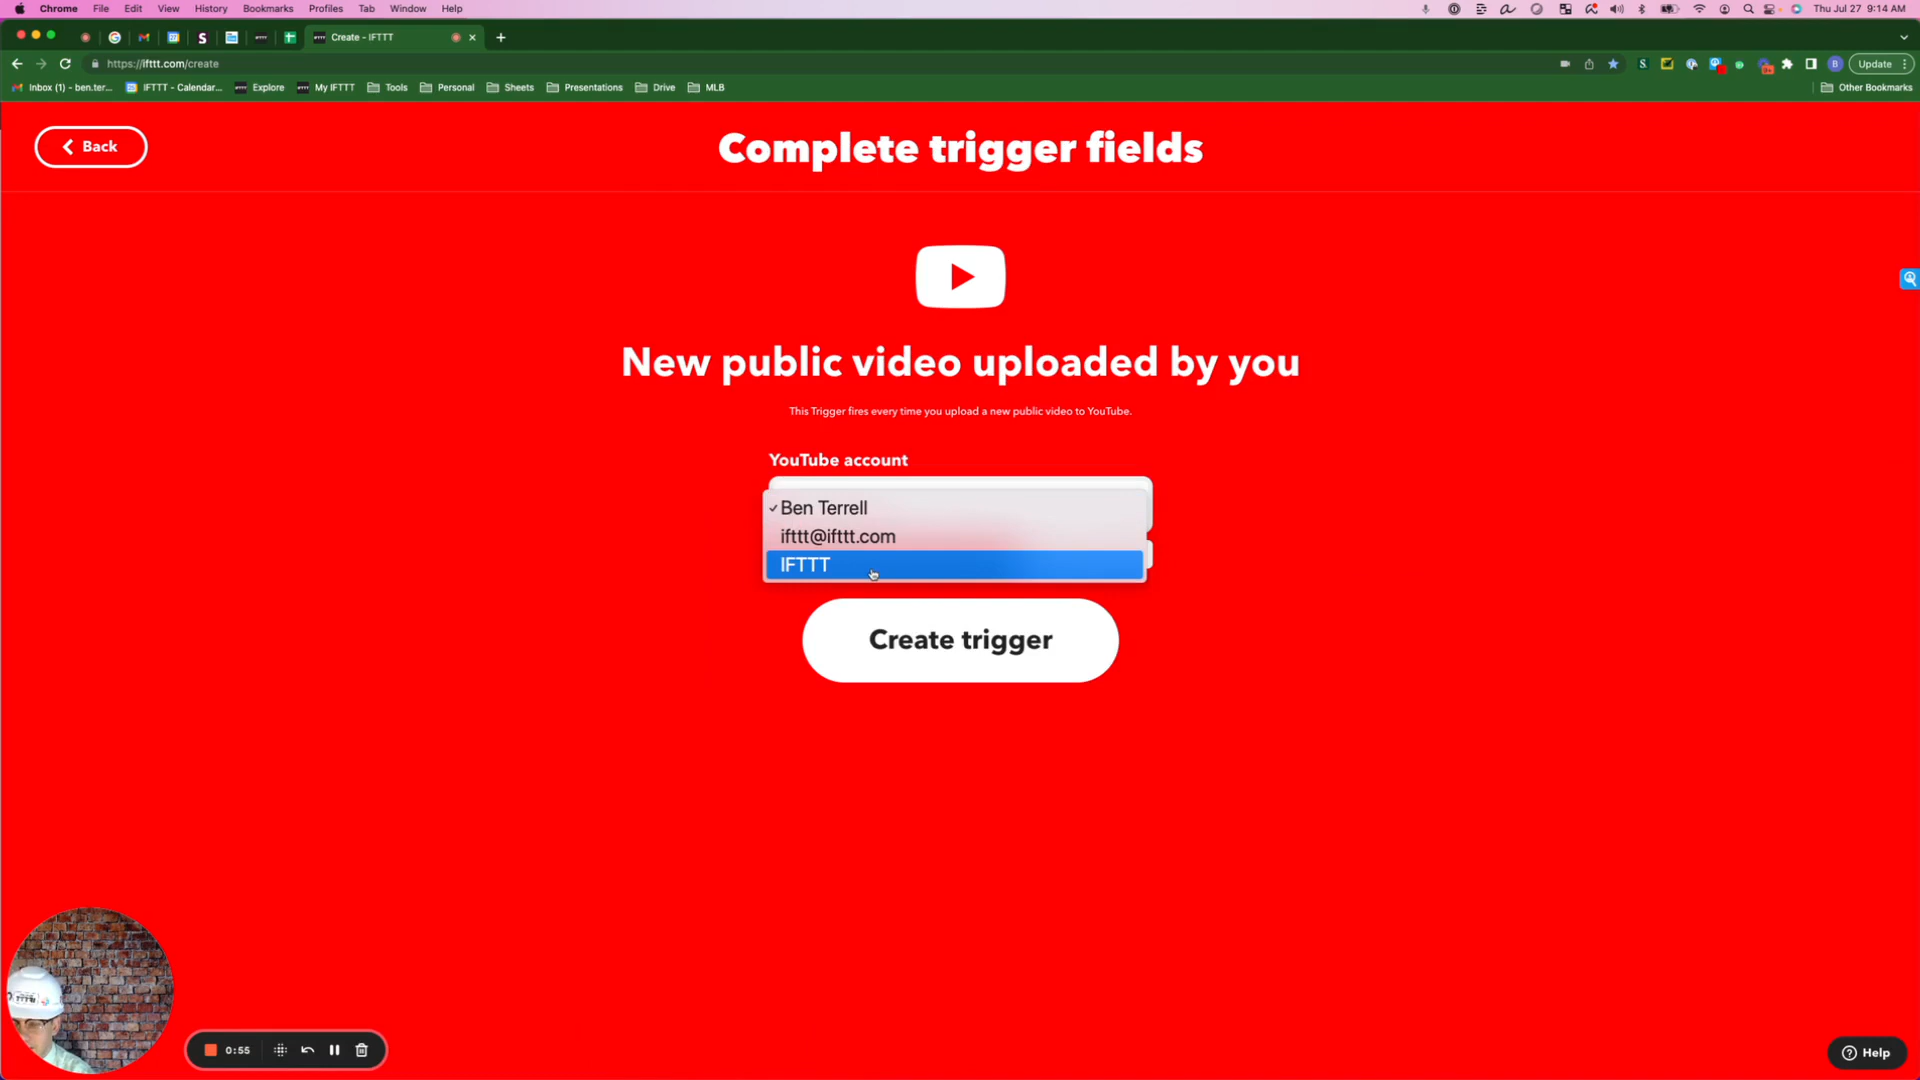 Chrome File Edit View History Bookmarks Profiles Tab Window Help Thu Jul 27 9:14 AM
Create - IFTTT
https://ifttt.com/create Update
Inbox (1) - ben.ter... IFTTT - Calendar... Explore My IFTTT Tools Personal Sheets Presentations Drive MLB Other Bookmarks
Back
Complete trigger fields
New public video uploaded by you
This Trigger fires every time you upload a new public video to YouTube.
YouTube account
✓ Ben Terrell
ifttt@ifttt.com
IFTTT
Create trigger
0:55
Help